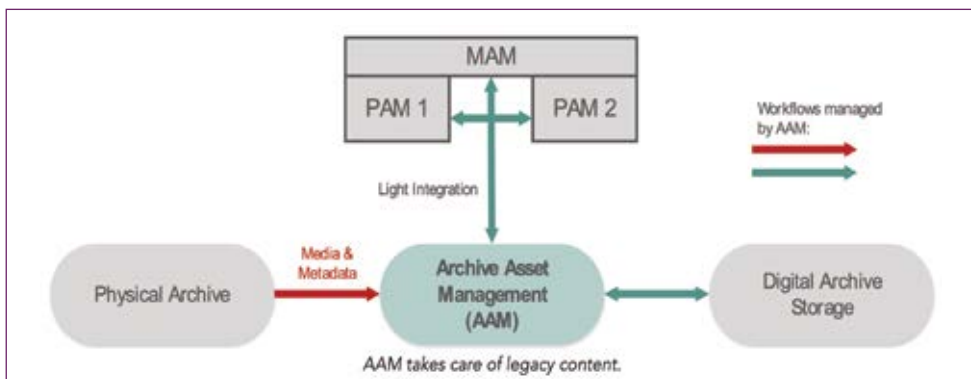 MAM
PAM 1
PAM 2
Workflows managed
by AAM:
Light Integration
Media &
Metadata
Physical Archive
Archive Asset
Management
(AAM)
Digital Archive
Storage
AAM takes care of legacy content.